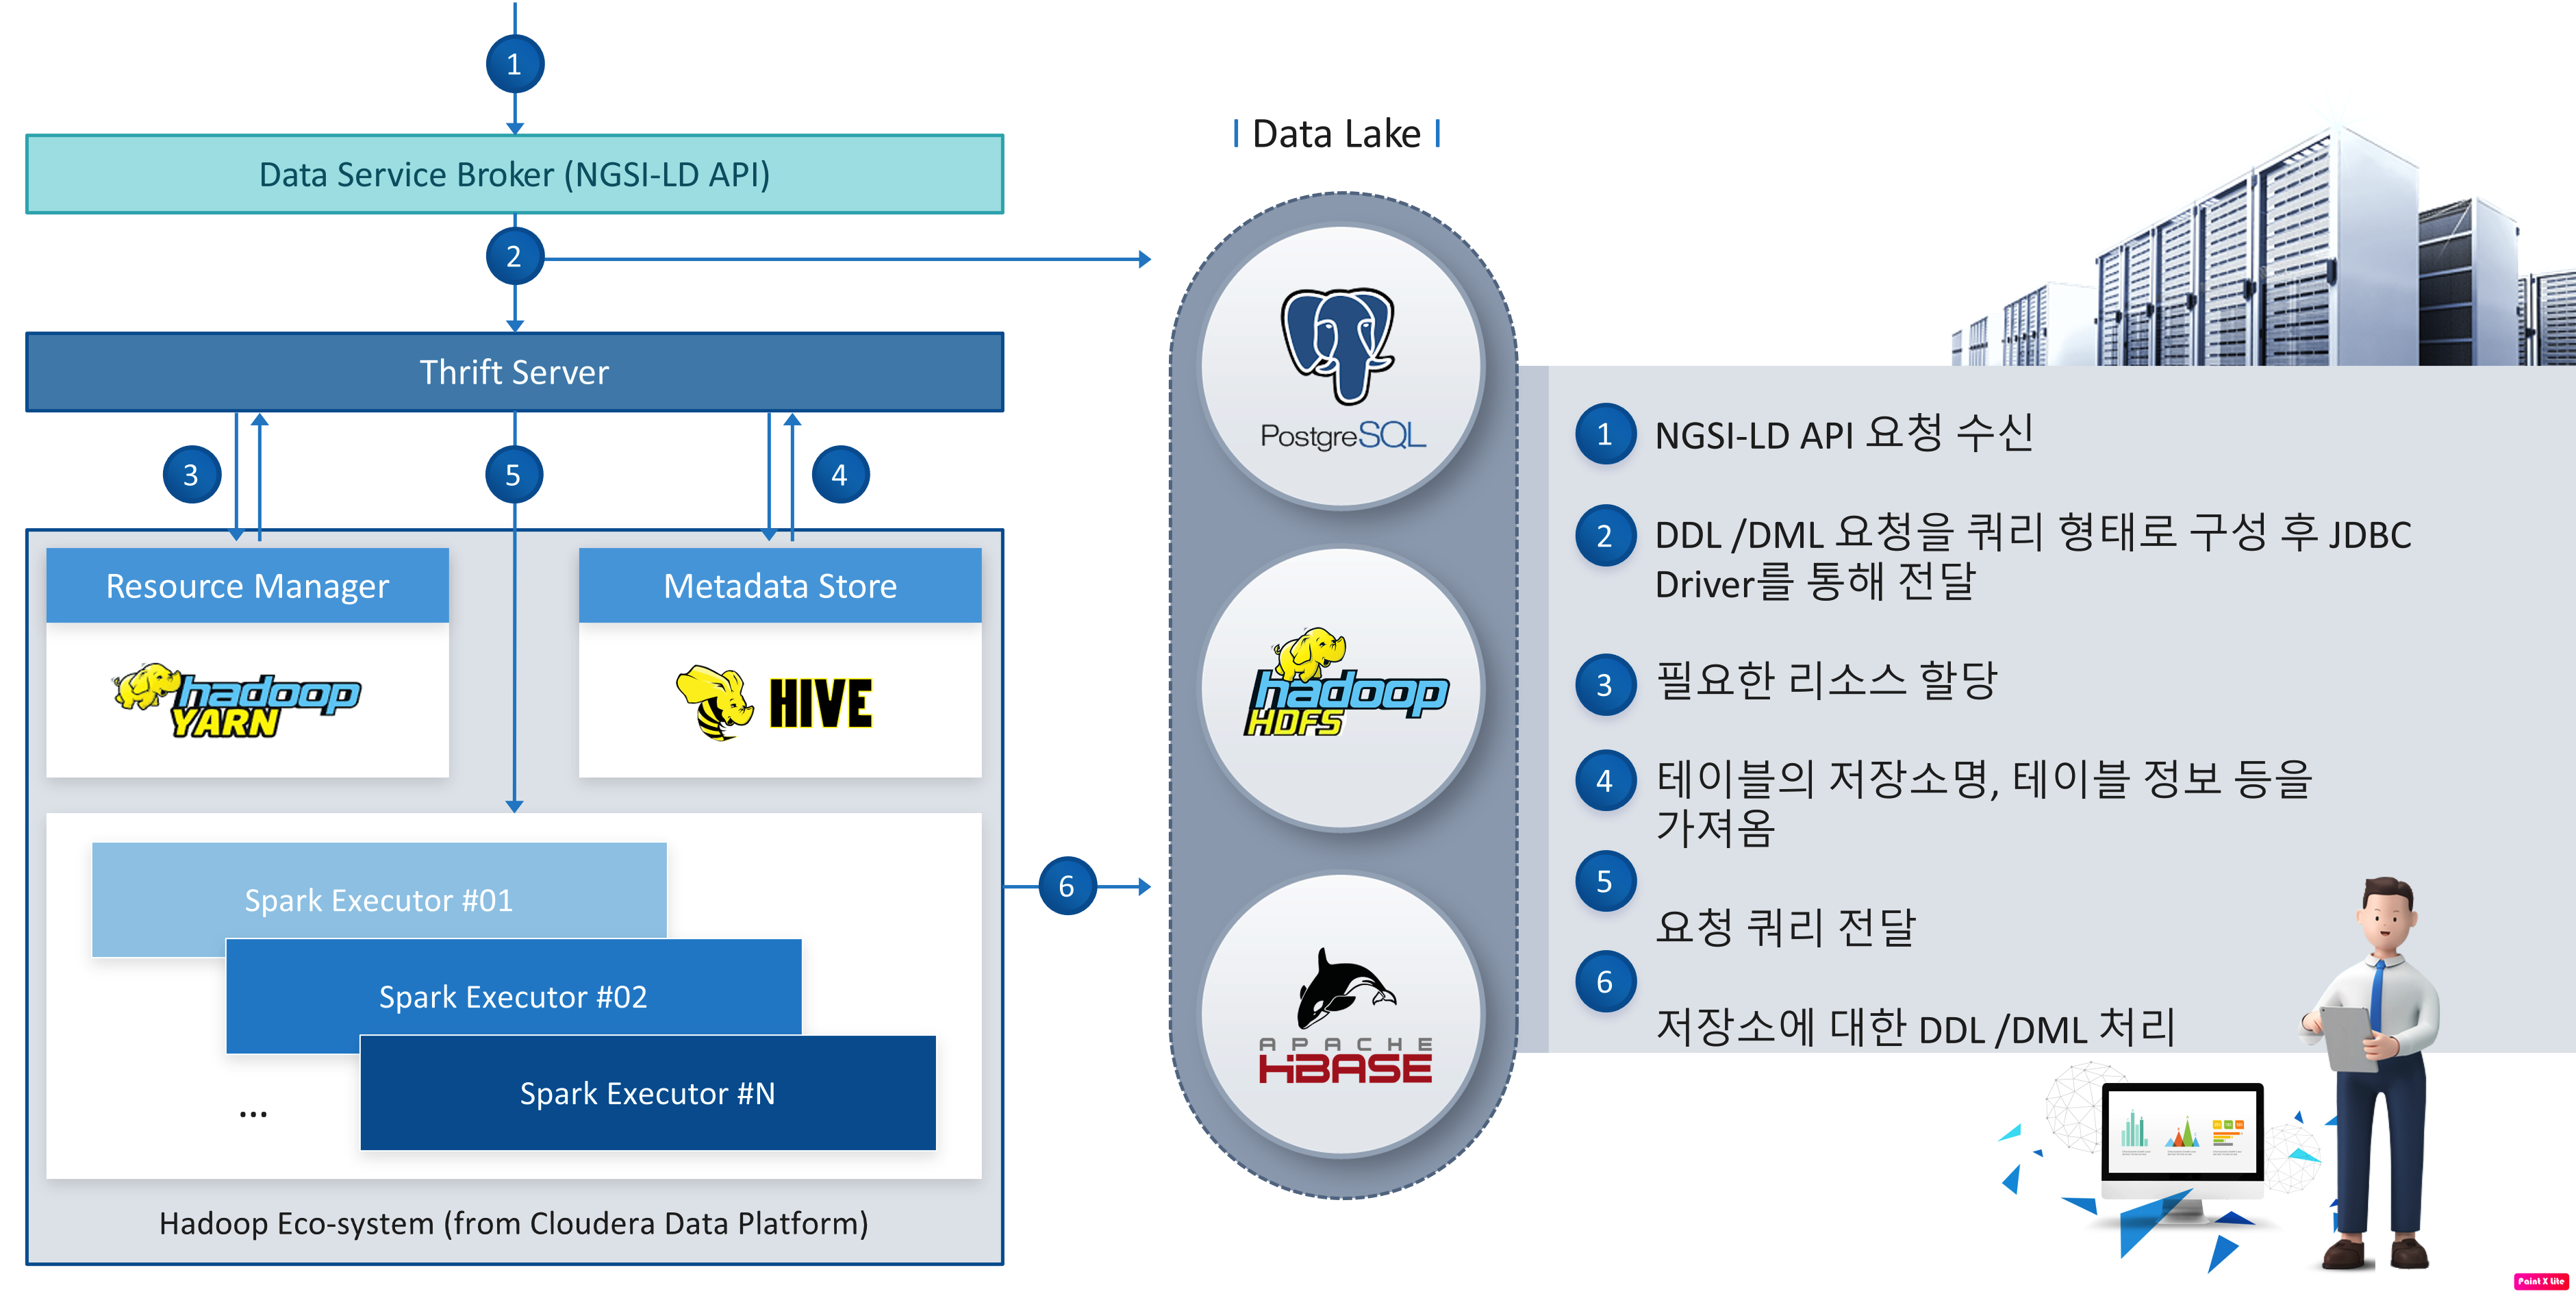 1
Data Service Broker (NGSI-LD API)
2
Thrift Server
3
5
4
Resource Manager
hadoop
YARN
Metadata Store
HIVE
Spark Executor #01
Spark Executor #02
Spark Executor #N
...
Hadoop Eco-system (from Cloudera Data Platform)
6
Data Lake
PostgreSQL
hadoop
HDFS
APACHE
HBASE
1 NGSI-LD API 요청 수신
2 DDL /DML 요청을 쿼리 형태로 구성 후 JDBC
Driver를 통해 전달
3 필요한 리소스 할당
4 테이블의 저장소명, 테이블 정보 등을
가져옴
5
요청 쿼리 전달
6
저장소에 대한 DDL /DML 처리
Paint X Lite